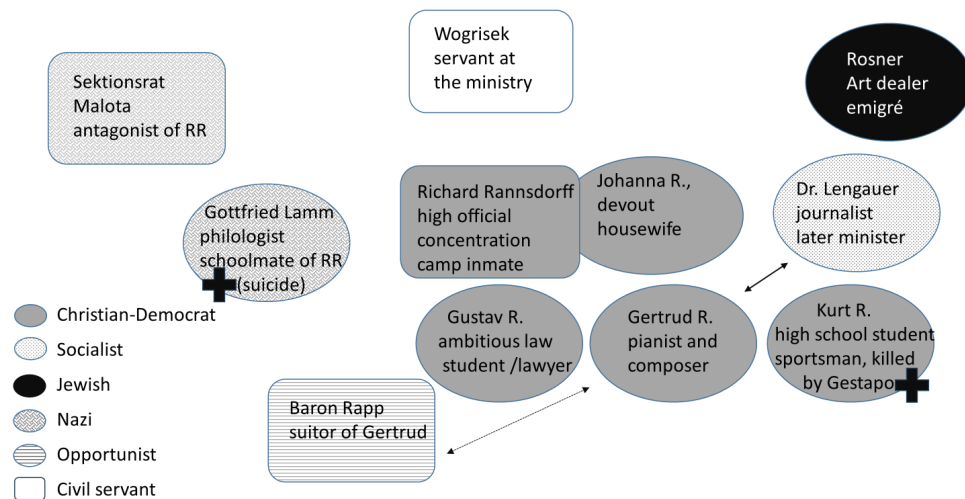 Wogrisek
servant at
the ministry
Rosner
Art dealer
emigré
Sektionsrat
Malota
antagonist of RR
Richard Rannsdorff
high official
concentration
camp inmate
Johanna R.,
devout
housewife
Dr. Lengauer
journalist
later minister
Gottfried Lamm
philologist
schoolmate of RR
(suicide)
Gustav R.
ambitious law
student /lawyer
Gertrud R.
pianist and
composer
Kurt R.
high school student
sportsman, killed
by Gestapo
Baron Rapp
suitor of Gertrud
Christian-Democrat
Socialist
Jewish
Nazi
Opportunist
Civil servant